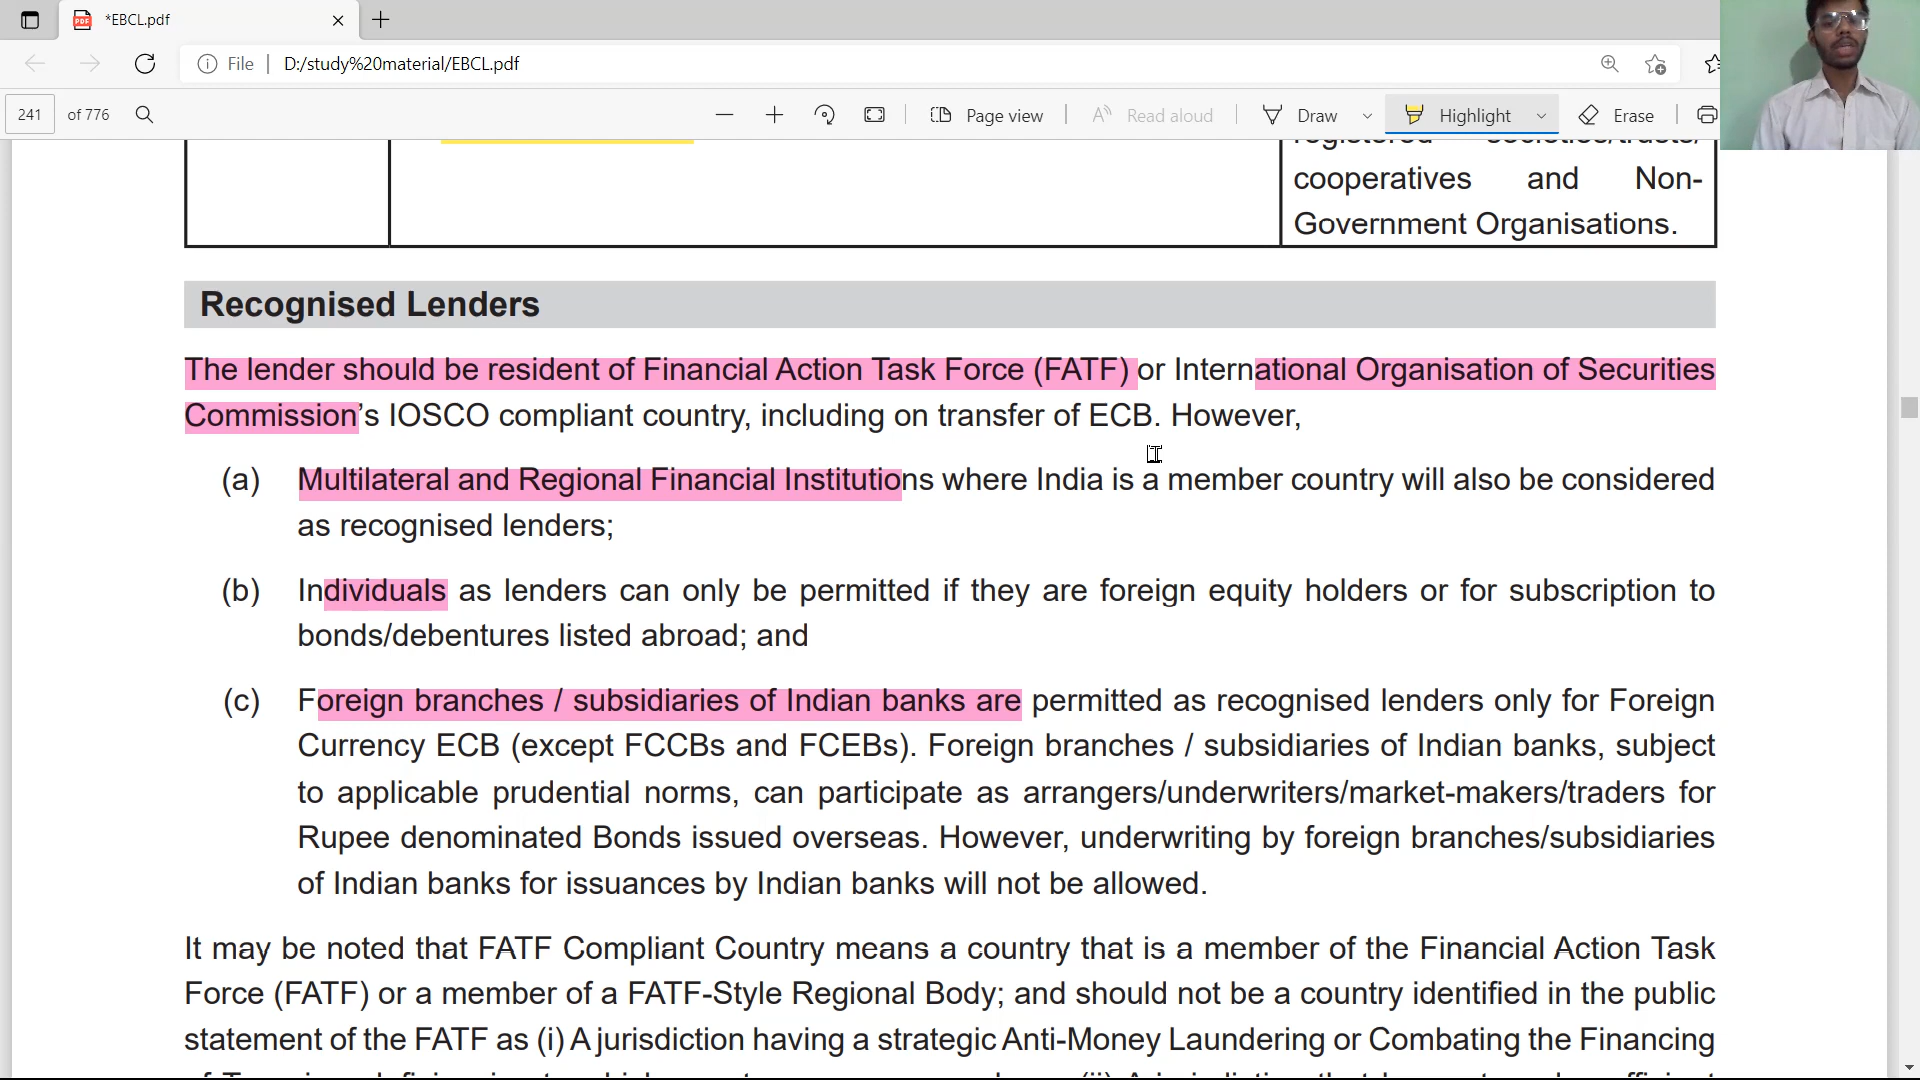 *EBCL.pdf
File
D:/study%20material/EBCL.pdf
241 of 776
Page view
Read aloud
Draw
Highlight
Erase
registered societies/trusts/
cooperatives and Non-
Government Organisations.
Recognised Lenders
The lender should be resident of Financial Action Task Force (FATF) or International Organisation of Securities
Commission's IOSCO compliant country, including on transfer of ECB. However,
(a) Multilateral and Regional Financial Institutions where India is a member country will also be considered
as recognised lenders;
(b) Individuals as lenders can only be permitted if they are foreign equity holders or for subscription to
bonds/debentures listed abroad; and
(c) Foreign branches / subsidiaries of Indian banks are permitted as recognised lenders only for Foreign
Currency ECB (except FCCBs and FCEBs). Foreign branches / subsidiaries of Indian banks, subject
to applicable prudential norms, can participate as arrangers/underwriters/market-makers/traders for
Rupee denominated Bonds issued overseas. However, underwriting by foreign branches/subsidiaries
of Indian banks for issuances by Indian banks will not be allowed.
It may be noted that FATF Compliant Country means a country that is a member of the Financial Action Task
Force (FATF) or a member of a FATF-Style Regional Body; and should not be a country identified in the public
statement of the FATF as (i) A jurisdiction having a strategic Anti-Money Laundering or Combating the Financing